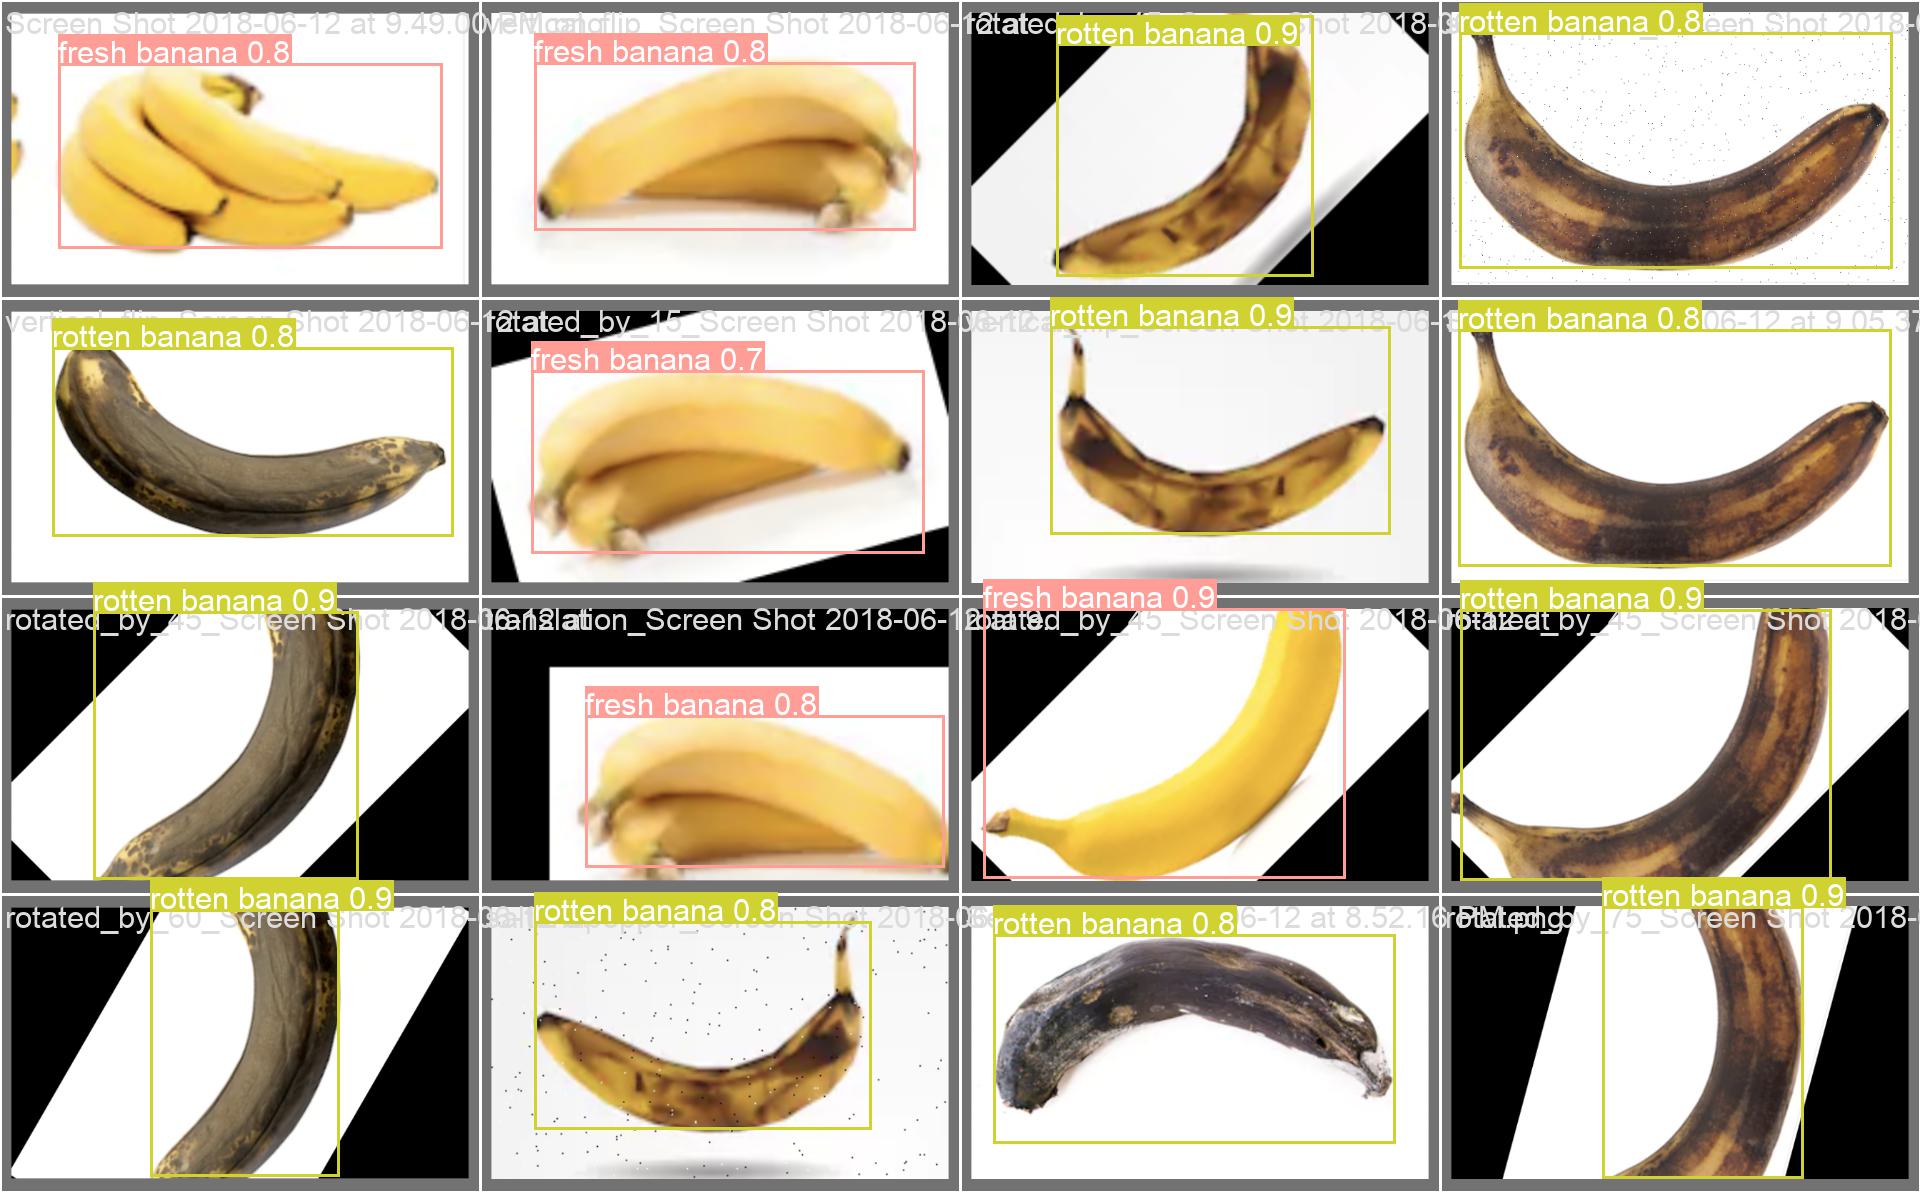 Screen Shot 2018-06-12 at 9.49.00 PM.png
fresh banana 0.8
vertical_flip_Screen Shot 2018-06-12 at
fresh banana 0.8
Shot 2018-
rotten banana 0.9
Screen Shot 2018-
rotten banana 0.8
vertical_flip_Screen Shot 2018-06-12 at
rotten banana 0.8
rotated_by_15_Screen Shot 2018-
fresh banana 0.7
vertical_flip_Screen Shot 2018-06-
rotten banana 0.9
06-12 at 9.05.37
rotten banana 0.8
rotten banana 0.9
rotated_by_45_Screen Shot 2018-06-12 at
translation_Screen Shot 2018-06-12 at 9.
fresh banana 0.8
fresh banana 0.9
rotated_by_45_Screen Shot 2018-06-12 at
rotten banana 0.9
rotated_by_45_Screen Shot 2018-
rotten banana 0.9
rotated_by_60_Screen Shot 2018-
rotten banana 0.8
Screen Shot 2018-06-
rotten banana 0.8
6-12 at 8.52.16 PM.png
rotten banana 0.9
rotated_by_75_Screen Shot 2018-